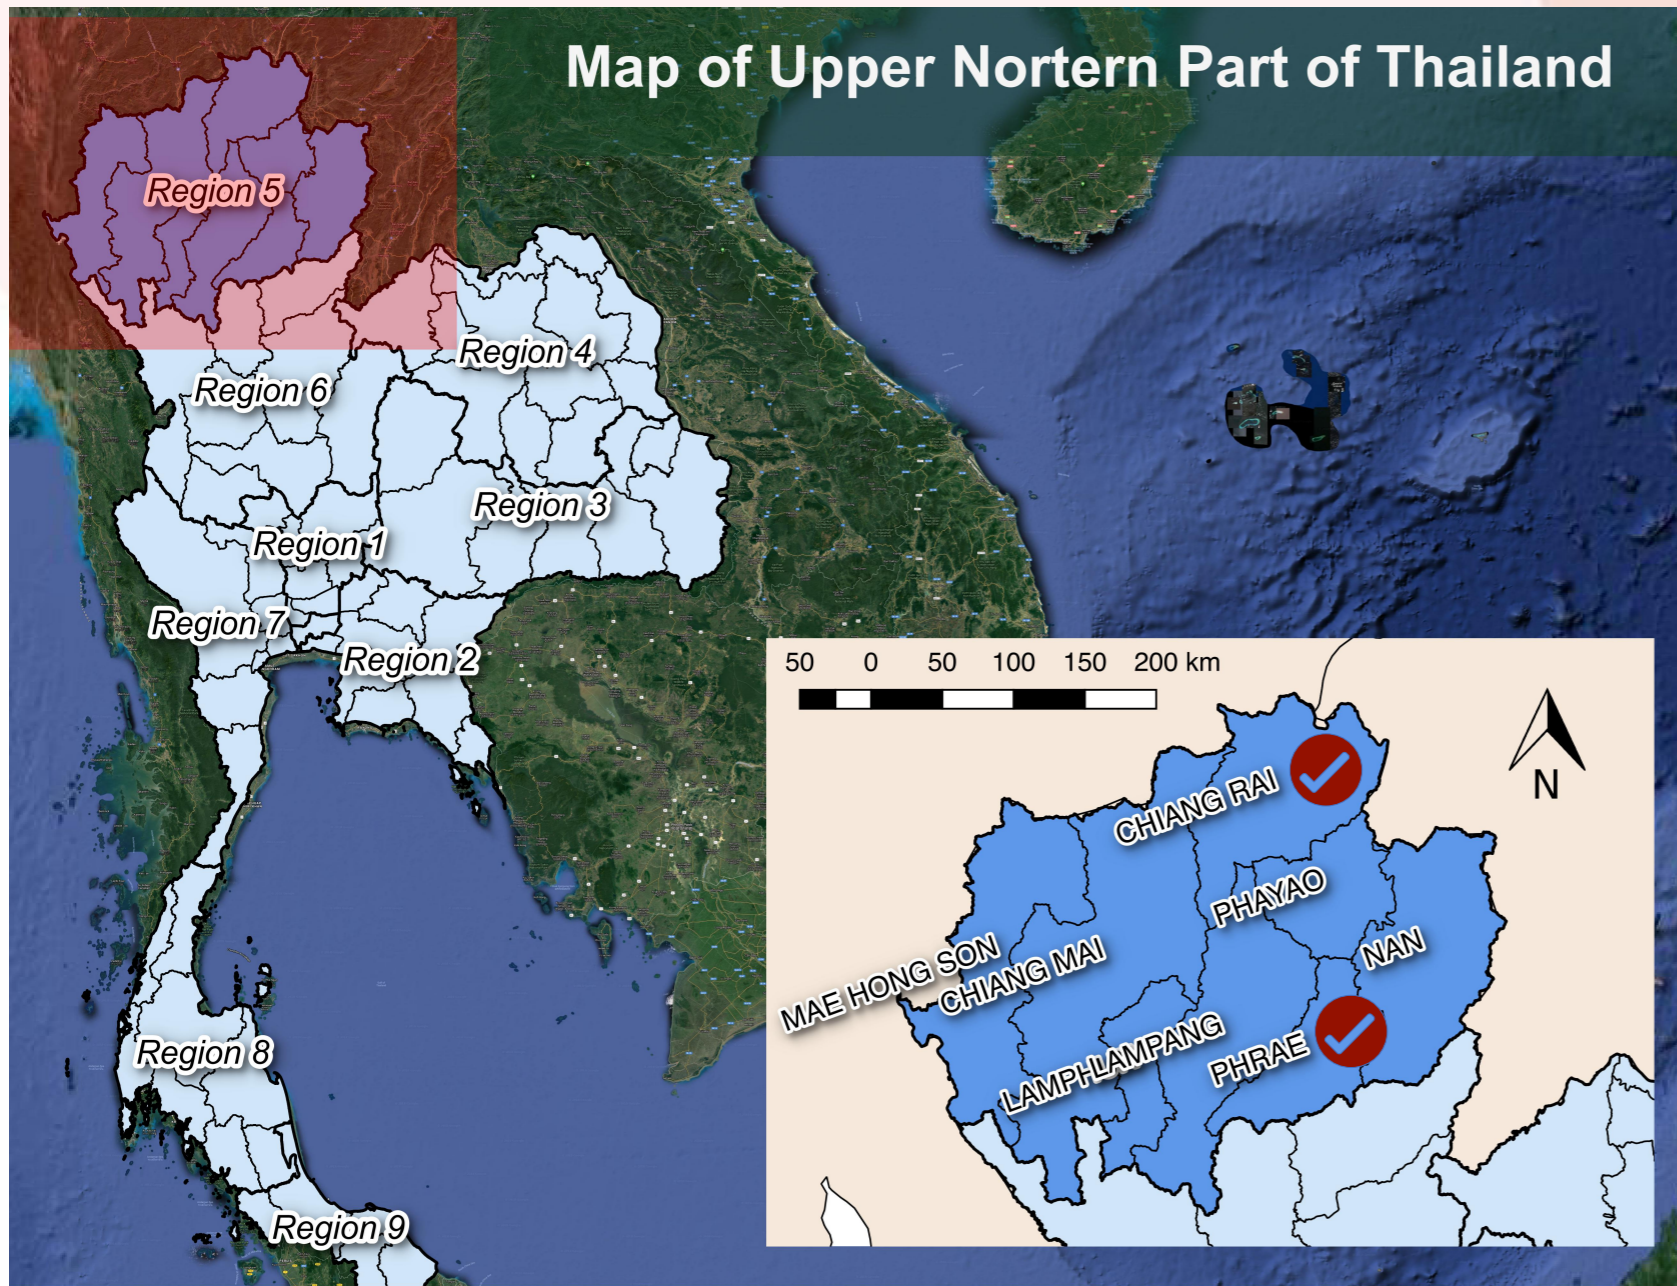 Map of Upper Nortern Part of Thailand
Region 5
Region 4
Region 6
Region 3
Region 1
Region 7
Region 2
Region 8
Region 9
50 0 50 100 150 200 km
N
CHIANG RAI
PHAYAO
NAN
MAE HONG SON
CHIANG MAI
LAMPH
LAMPANG
PHRAE